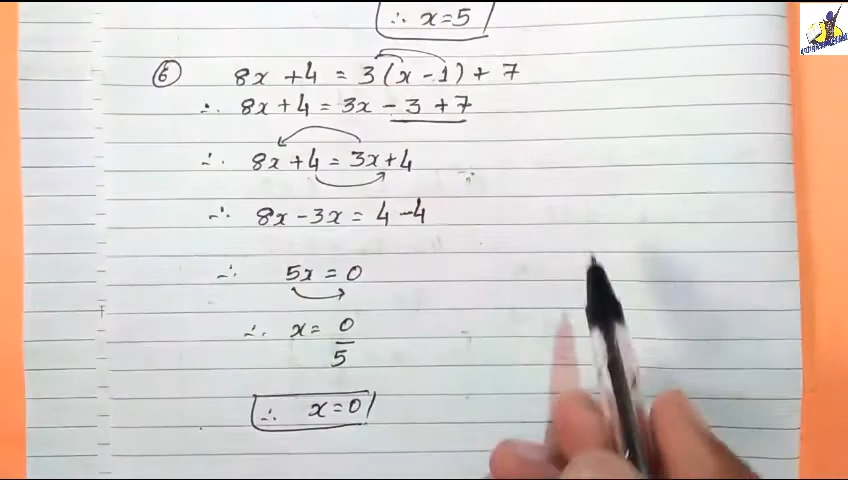 ∴ x = 5
⑥ 8x + 4 = 3(x - 1) + 7
∴ 8x + 4 = 3x - 3 + 7
∴ 8x + 4 = 3x + 4
∴ 8x - 3x = 4 - 4
∴ 5x = 0
∴ x = 0/5
∴ x = 0